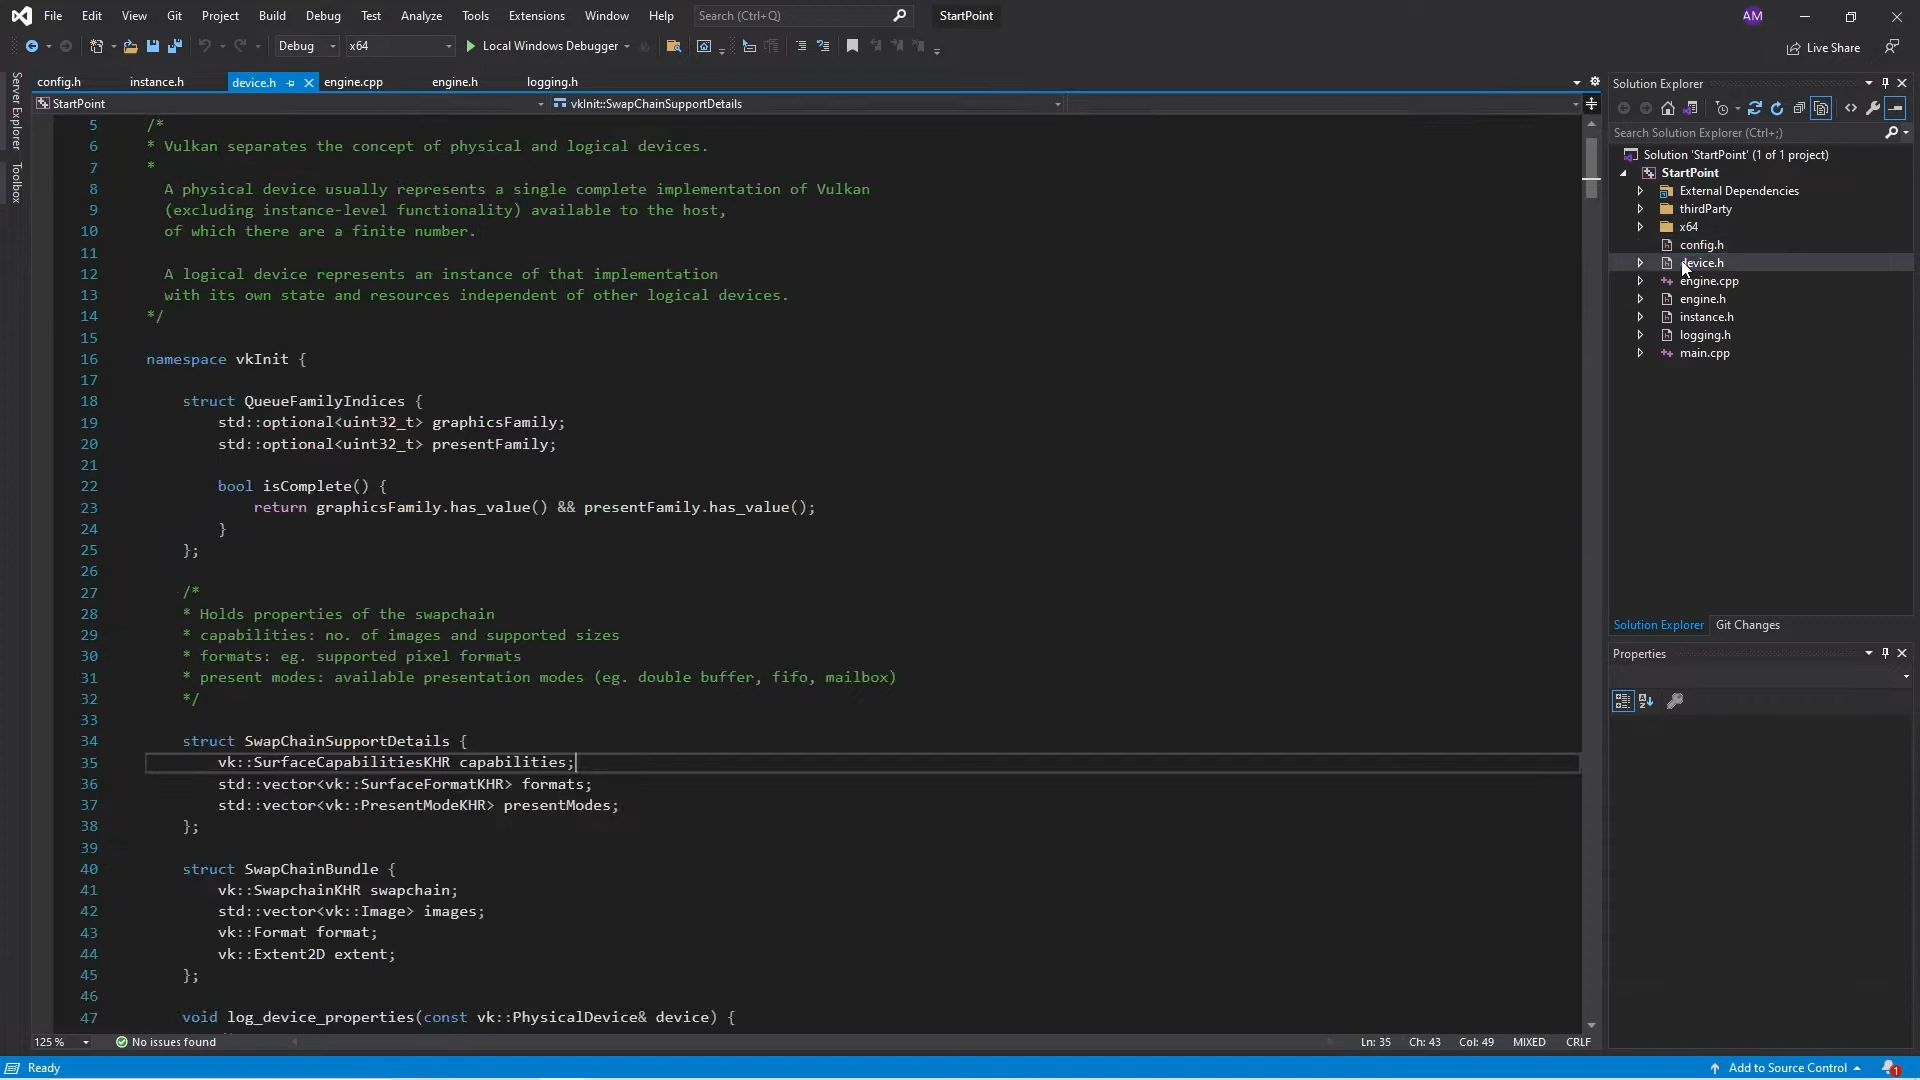 File Edit View Git Project Build Debug Test Analyze Tools Extensions Window Help Search (Ctrl+Q) StartPoint AM
Debug x64 Local Windows Debugger Live Share
Server Explorer
Toolbox
config.h instance.h device.h engine.cpp engine.h logging.h
StartPoint vkInit::SwapChainSupportDetails
5 /*
6 * Vulkan separates the concept of physical and logical devices.
7 *
8 A physical device usually represents a single complete implementation of Vulkan
9 (excluding instance-level functionality) available to the host,
10 of which there are a finite number.
11
12 A logical device represents an instance of that implementation
13 with its own state and resources independent of other logical devices.
14 */
15
16 namespace vkInit {
17
18 struct QueueFamilyIndices {
19 std::optional<uint32_t> graphicsFamily;
20 std::optional<uint32_t> presentFamily;
21
22 bool isComplete() {
23 return graphicsFamily.has_value() && presentFamily.has_value();
24 }
25 };
26
27 /*
28 * Holds properties of the swapchain
29 * capabilities: no. of images and supported sizes
30 * formats: eg. supported pixel formats
31 * present modes: available presentation modes (eg. double buffer, fifo, mailbox)
32 */
33
34 struct SwapChainSupportDetails {
35 vk::SurfaceCapabilitiesKHR capabilities;
36 std::vector<vk::SurfaceFormatKHR> formats;
37 std::vector<vk::PresentModeKHR> presentModes;
38 };
39
40 struct SwapChainBundle {
41 vk::SwapchainKHR swapchain;
42 std::vector<vk::Image> images;
43 vk::Format format;
44 vk::Extent2D extent;
45 };
46
47 void log_device_properties(const vk::PhysicalDevice& device) {
125 % No issues found Ln: 35 Ch: 43 Col: 49 MIXED CRLF
Solution Explorer
Search Solution Explorer (Ctrl+;)
Solution 'StartPoint' (1 of 1 project)
StartPoint
External Dependencies
thirdParty
x64
config.h
device.h
engine.cpp
engine.h
instance.h
logging.h
main.cpp
Solution Explorer Git Changes
Properties
Ready Add to Source Control 1